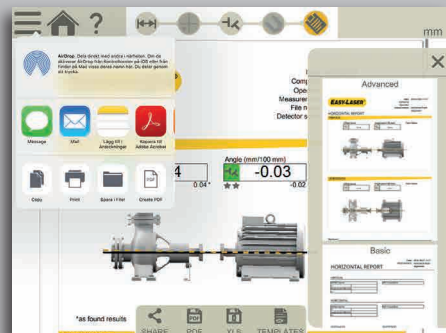 ?
mm
AirDrop. Dela direkt med andra i närheten. Om de
aktiverar AirDrop från Kontrollcenter på iOS eller från
Finder på Mac visas deras namn här. Du delar genom
att trycka.
Message
Mail
Lägg till i
Anteckningar
Kopiera till
Adobe Acrobat
Copy
Print
Spara i Filer
Create PDF
Comp
Ope
Measurer
File n
Detector s
4
0.04
Angle (mm/100 mm)
-0.03
-0.02
*as found results
SHARE
PDF
XLS
TEMPLATES
Advanced
EASY-LASER
HORIZONTAL REPORT
Basic
HORIZONTAL REPORT